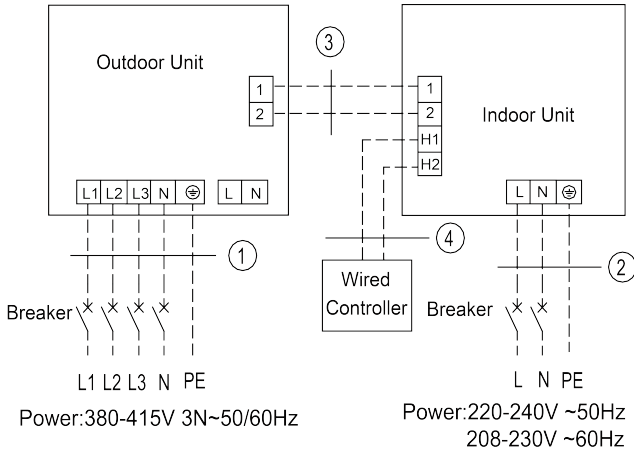 Outdoor Unit
1
2
L1 L2 L3 N L N
3
1
2
H1
H2
Indoor Unit
L N
1
4
2
Wired
Controller
Breaker
L1 L2 L3 N PE
Power:380-415V 3N~50/60Hz
Breaker
L N PE
Power:220-240V ~50Hz
208-230V ~60Hz